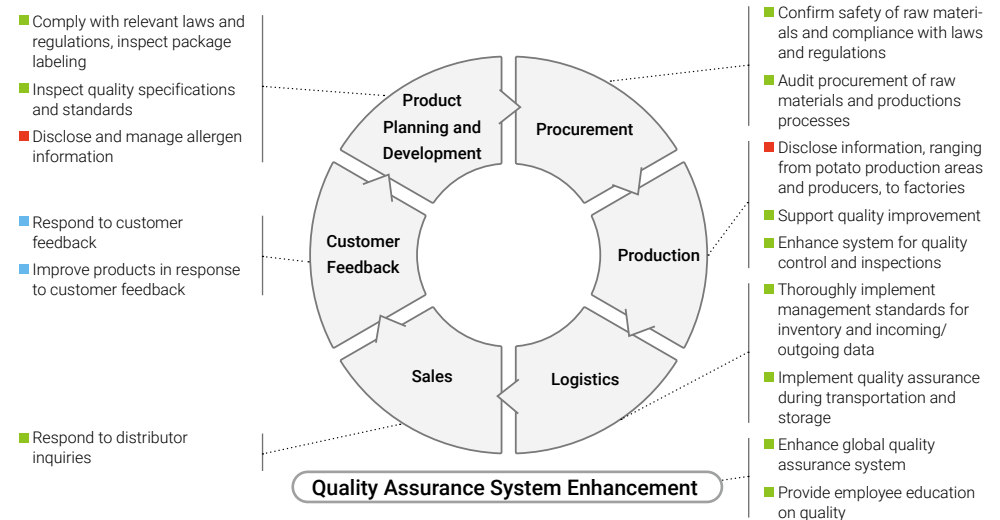 Comply with relevant laws and
regulations, inspect package
labeling
Inspect quality specifications
and standards
Disclose and manage allergen
information
Respond to customer
feedback
Improve products in response
to customer feedback
Respond to distributor
inquiries
Product
Planning and
Development
Procurement
Customer
Feedback
Production
Sales
Logistics
Quality Assurance System Enhancement
Confirm safety of raw materi-
als and compliance with laws
and regulations
Audit procurement of raw
materials and productions
processes
Disclose information, ranging
from potato production areas
and producers, to factories
Support quality improvement
Enhance system for quality
control and inspections
Thoroughly implement
management standards for
inventory and incoming/
outgoing data
Implement quality assurance
during transportation and
storage
Enhance global quality
assurance system
Provide employee education
on quality